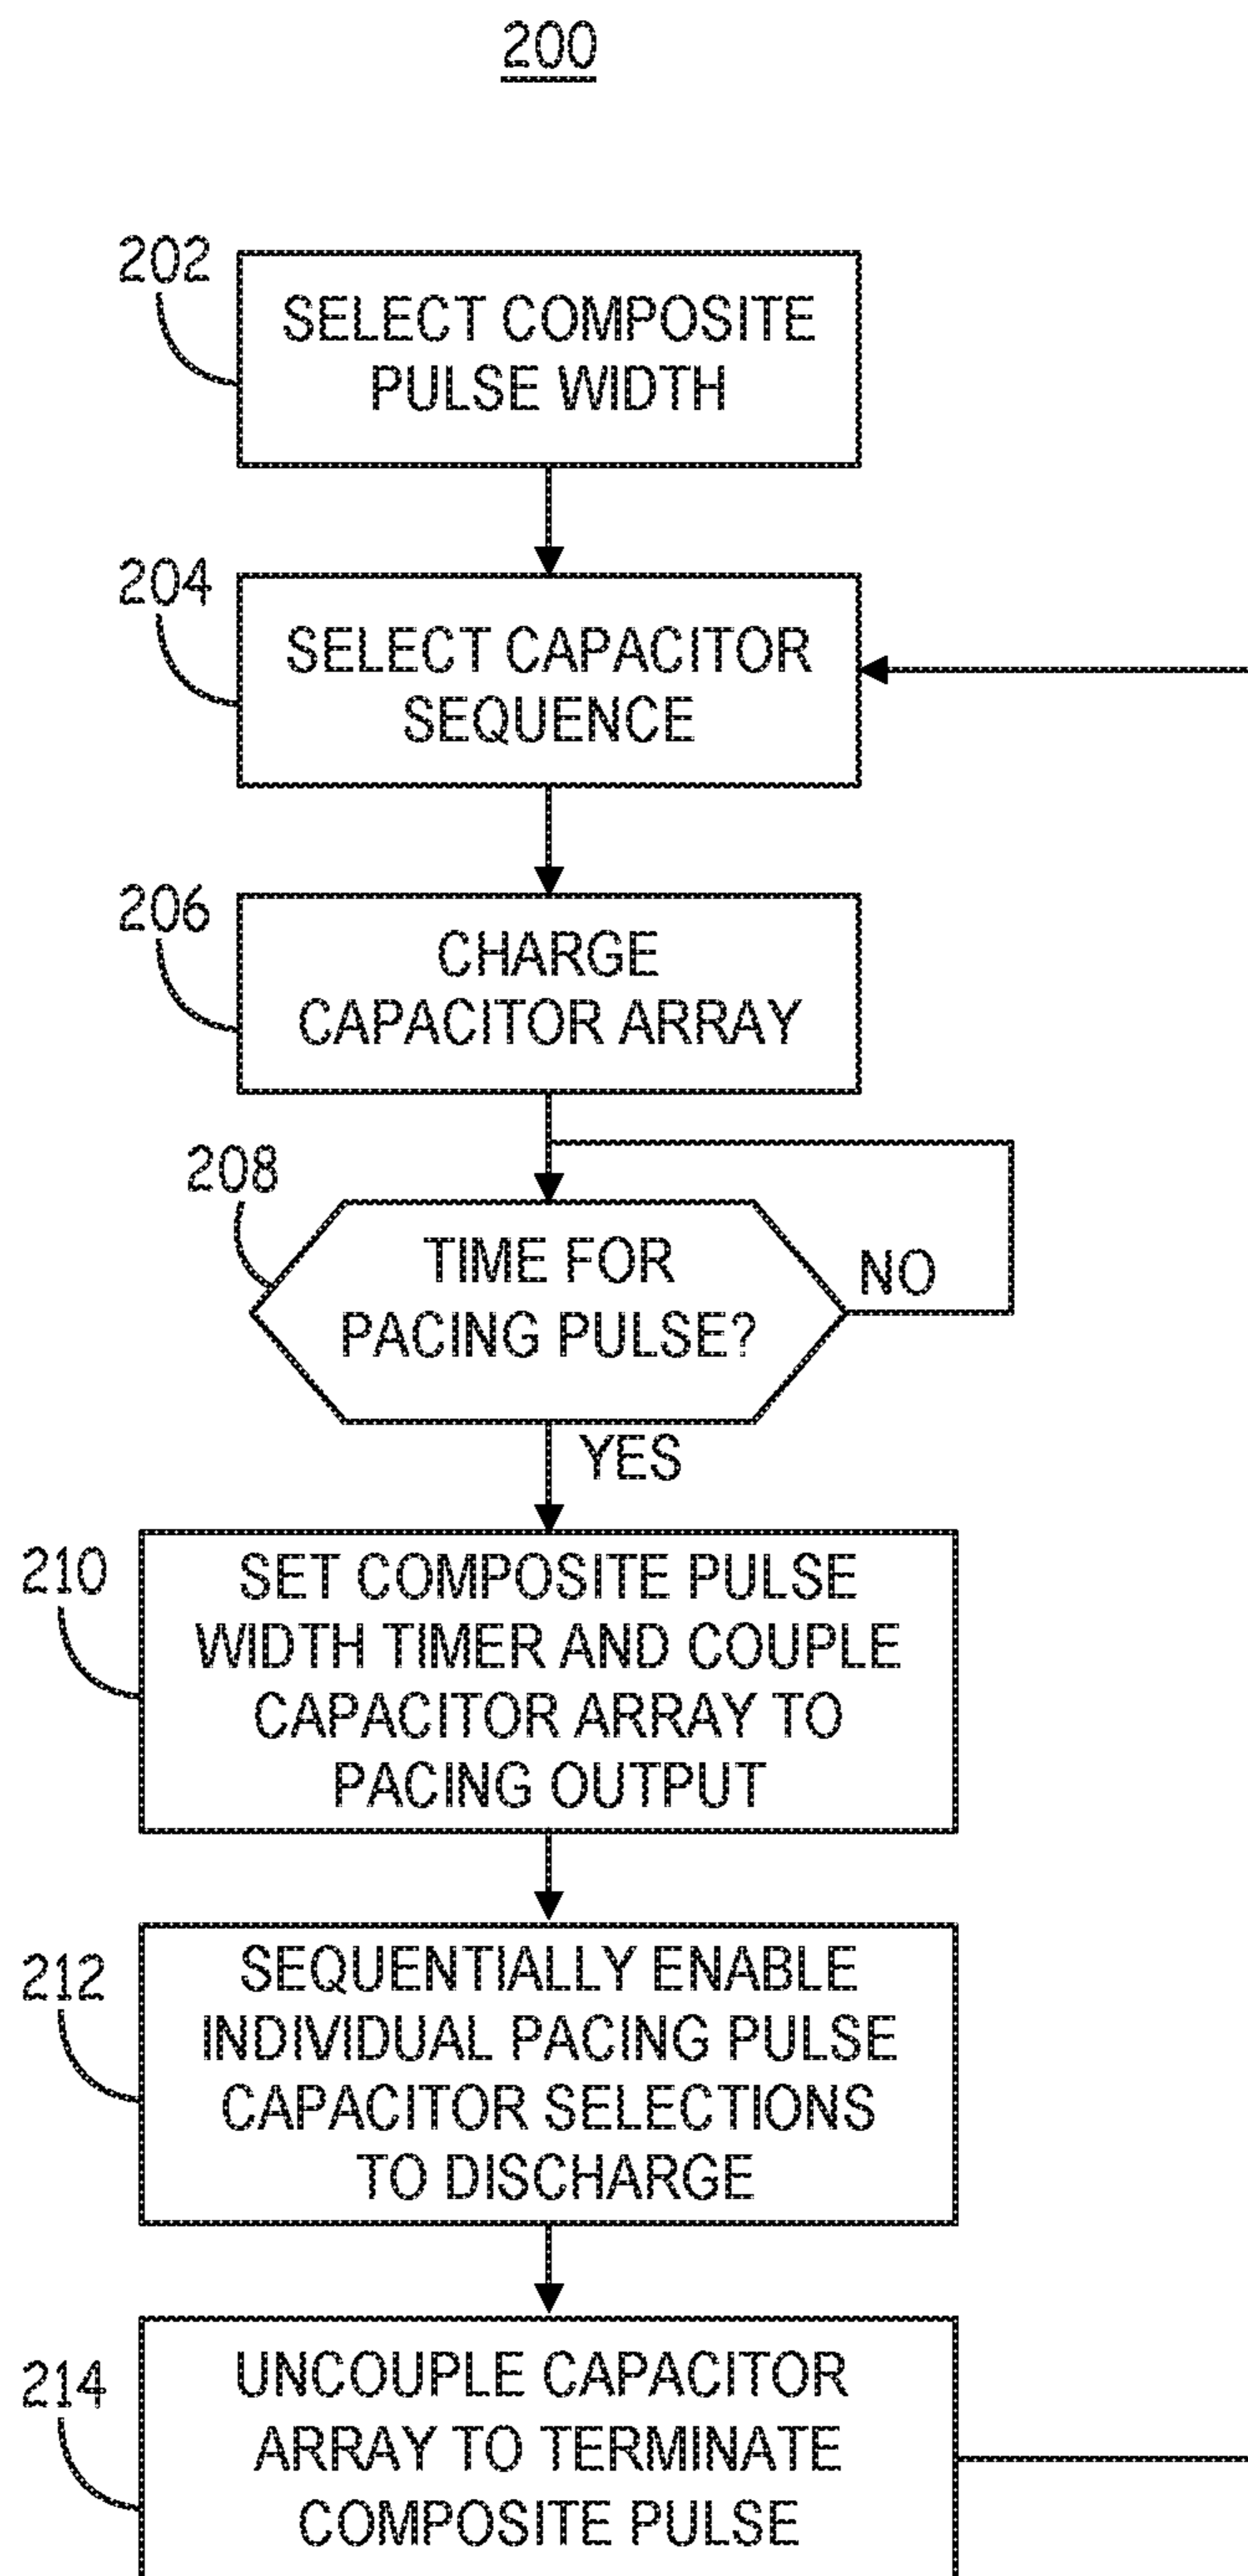 200
202
SELECT COMPOSITE
PULSE WIDTH
204
SELECT CAPACITOR
SEQUENCE
206
CHARGE
CAPACITOR ARRAY
208
TIME FOR
PACING PULSE?
NO
YES
210
SET COMPOSITE PULSE
WIDTH TIMER AND COUPLE
CAPACITOR ARRAY TO
PACING OUTPUT
212
SEQUENTIALLY ENABLE
INDIVIDUAL PACING PULSE
CAPACITOR SELECTIONS
TO DISCHARGE
214
UNCOUPLE CAPACITOR
ARRAY TO TERMINATE
COMPOSITE PULSE